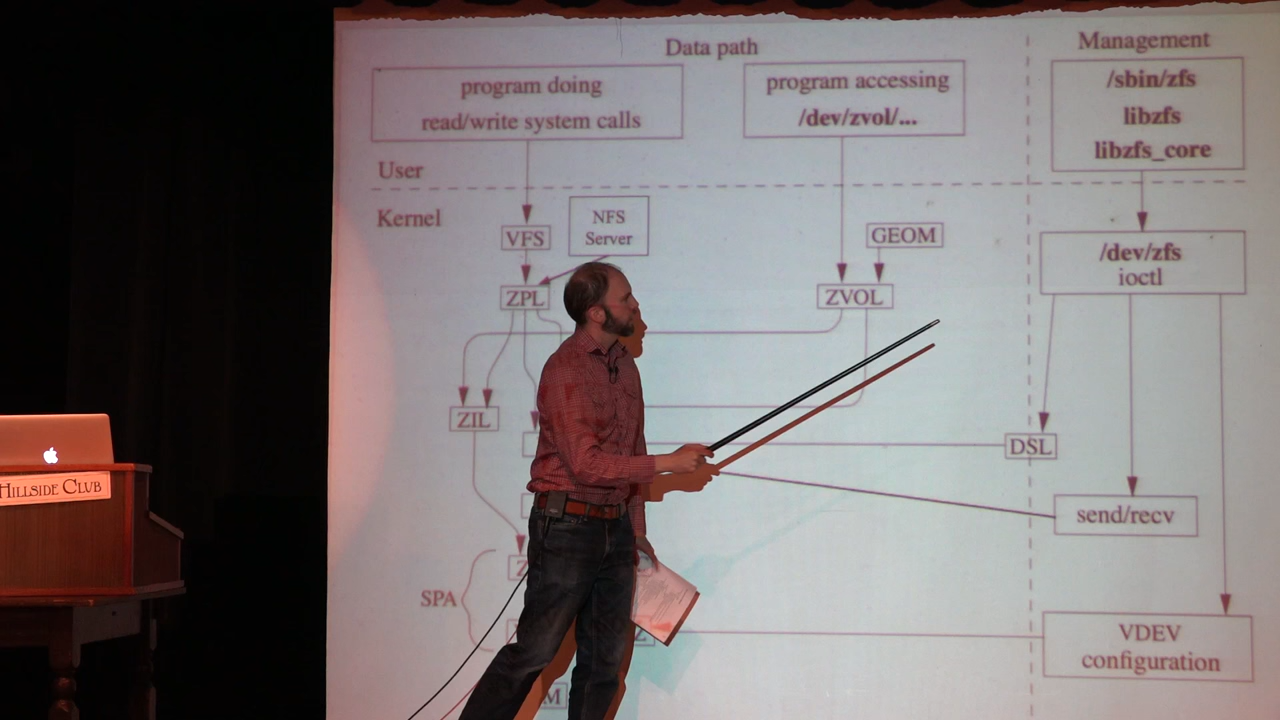 Data path
Management
program doing
read/write system calls
program accessing
/dev/zvol/...
/sbin/zfs
libzfs
libzfs_core
User
Kernel
VFS
NFS
Server
GEOM
/dev/zfs
ioctl
ZPL
ZVOL
ZIL
DSL
send/recv
SPA
VDEV
configuration
HILLSIDE CLUB